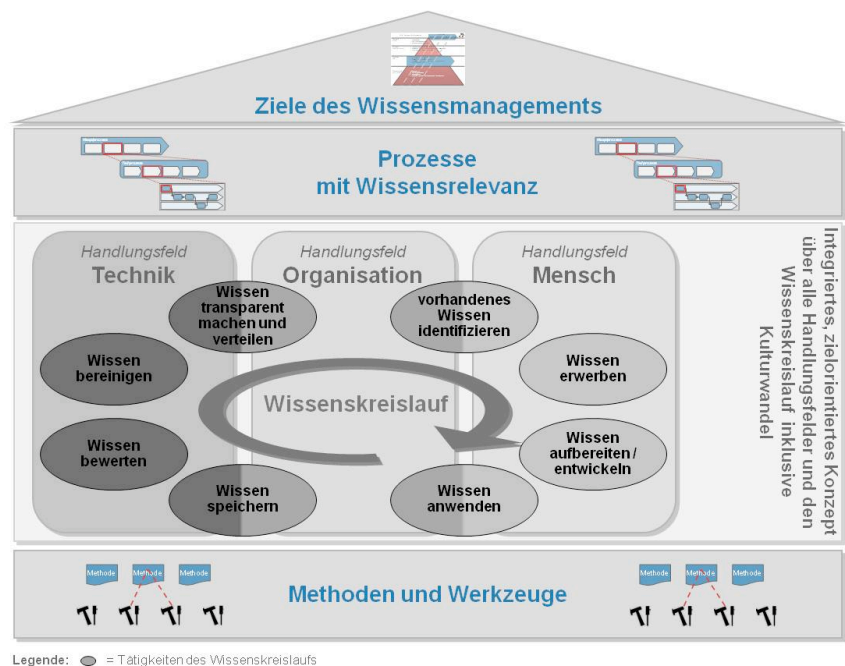 Ziele des Wissensmanagements
Prozesse
mit Wissensrelevanz
Handlungsfeld
Technik
Handlungsfeld
Organisation
Handlungsfeld
Mensch
Wissen
transparent
machen und
verteilen
vorhandenes
Wissen
identifizieren
Wissen
bereinigen
Wissen
erwerben
Wissenskreislauf
Wissen
bewerten
Wissen
aufbereiten /
entwickeln
Wissen
speichern
Wissen
anwenden
Integriertes, zielorientiertes Konzept
über alle Handlungsfelder und den
Wissenskreislauf inklusive
Kulturwandel
Methode
Methode
Methode
Methoden und Werkzeuge
Methode
Methode
Methode
Legende: = Tätigkeiten des Wissenskreislaufs